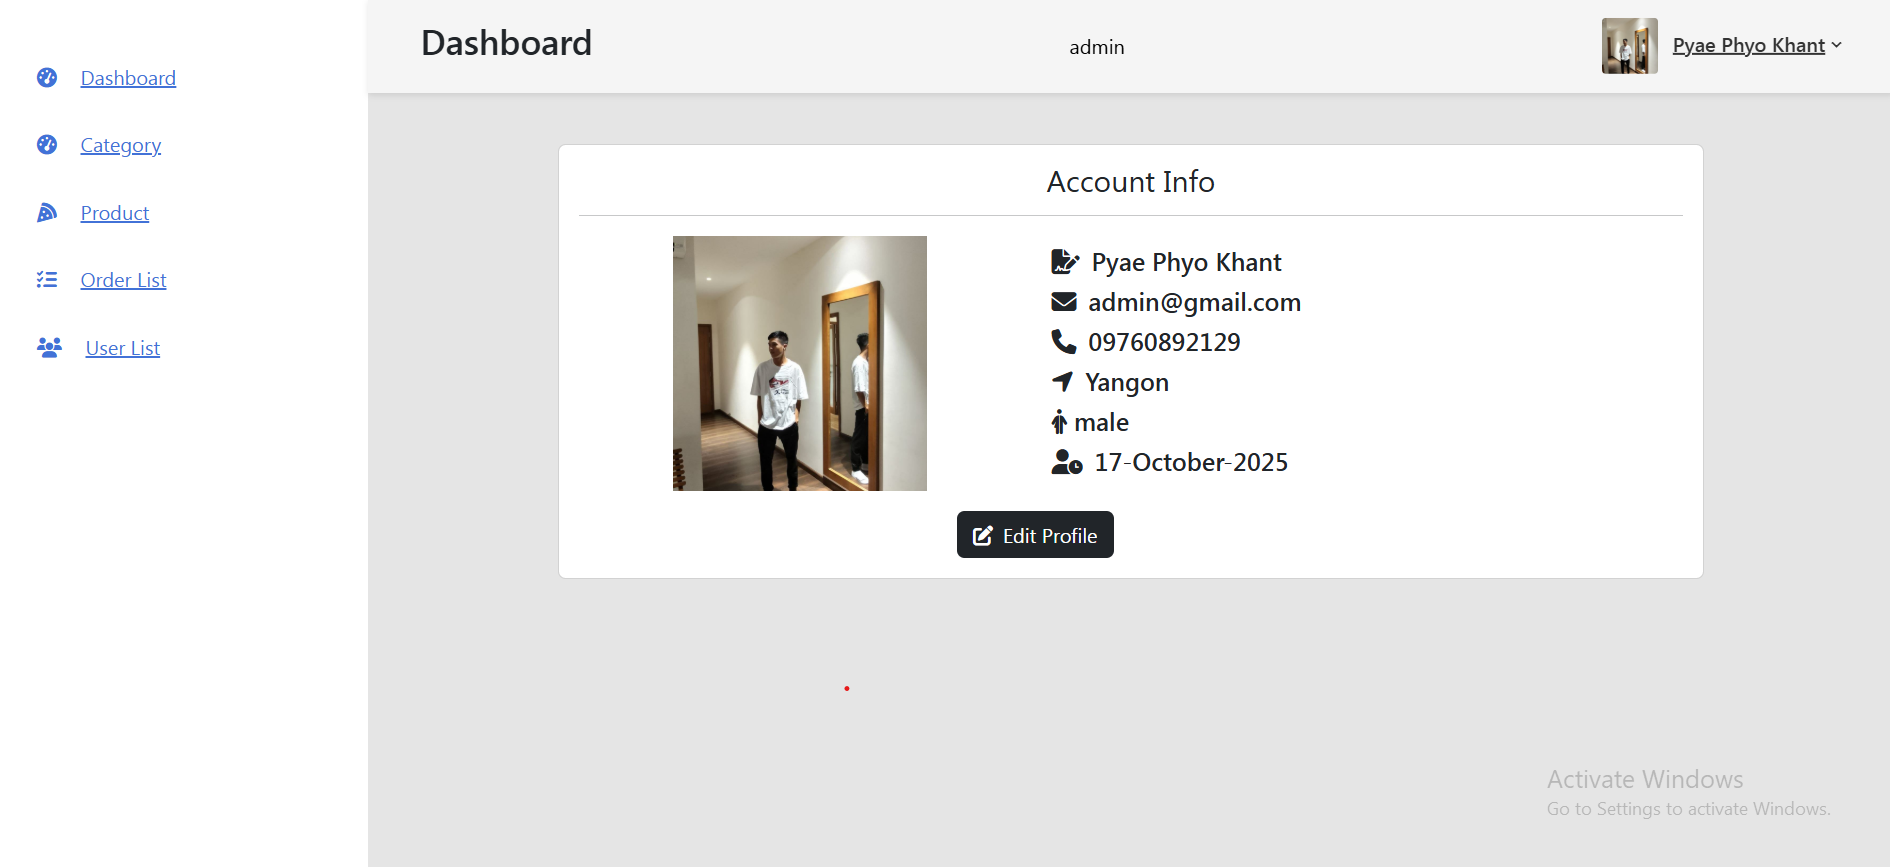 Dashboard
admin
Pyae Phyo Khant
Dashboard
Category
Product
Order List
User List
Account Info
Pyae Phyo Khant
admin@gmail.com
09760892129
Yangon
male
17-October-2025
Edit Profile
Activate Windows
Go to Settings to activate Windows.